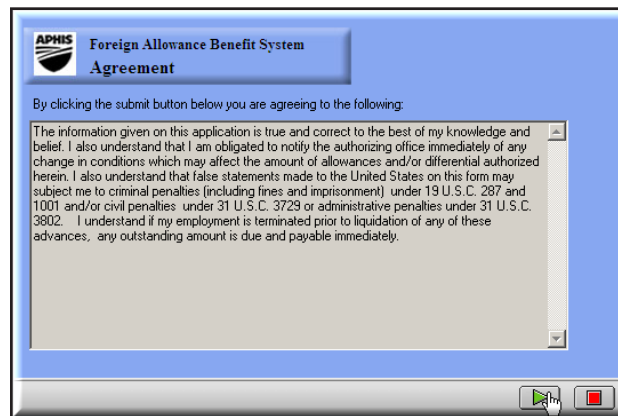 APHIS
Foreign Allowance Benefit System
Agreement
By clicking the submit button below you are agreeing to the following:
The information given on this application is true and correct to the best of my knowledge and
belief. I also understand that I am obligated to notify the authorizing office immediately of any
change in conditions which may affect the amount of allowances and/or differential authorized
herein. I also understand that false statements made to the United States on this form may
subject me to criminal penalties (including fines and imprisonment) under 19 U.S.C. 287 and
1001 and/or civil penalties under 31 U.S.C. 3729 or administrative penalties under 31 U.S.C.
3802. I understand if my employment is terminated prior to liquidation of any of these
advances, any outstanding amount is due and payable immediately.